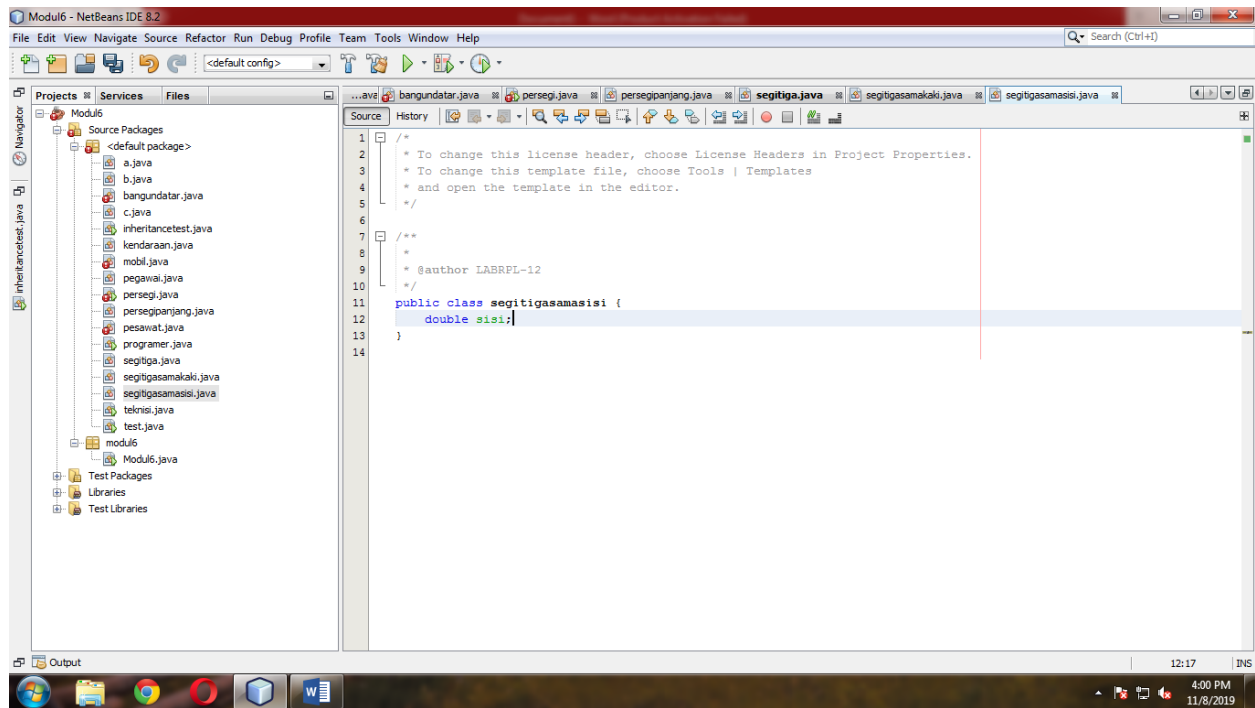 Modul6 - NetBeans IDE 8.2
File Edit View Navigate Source Refactor Run Debug Profile Team Tools Window Help
Search (Ctrl+I)
<default config>
Projects Services Files
...ava bangundatar.java persegi.java persegipanjang.java segitiga.java segitigasamakaki.java segitigasamasisi.java
Source History
Navigator
inheritancetest.java
Modul6
Source Packages
<default package>
a.java
b.java
bangundatar.java
c.java
inheritancetest.java
kendaraan.java
mobil.java
pegawai.java
persegi.java
persegipanjang.java
pesawat.java
programer.java
segitiga.java
segitigasamakaki.java
segitigasamasisi.java
teknisi.java
test.java
modul6
Modul6.java
Test Packages
Libraries
Test Libraries
1 /*
2 * To change this license header, choose License Headers in Project Properties.
3 * To change this template file, choose Tools | Templates
4 * and open the template in the editor.
5 */
6
7 /**
8 *
9 * @author LABRPL-12
10 */
11 public class segitigasamasisi {
12 double sisi;
13 }
14
Output
12:17 INS
4:00 PM
11/8/2019